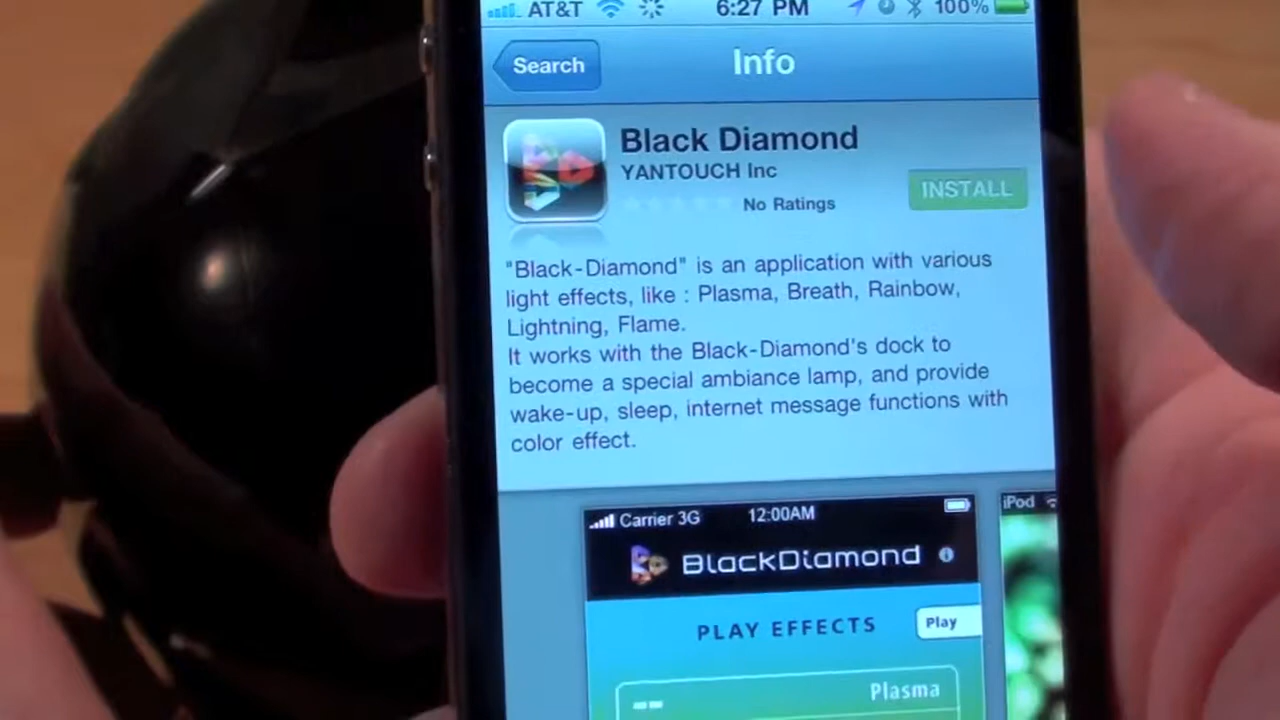 AT&T 6:27 PM 100%
Search Info
Black Diamond
YANTOUCH Inc
INSTALL
No Ratings
"Black-Diamond" is an application with various
light effects, like : Plasma, Breath, Rainbow,
Lightning, Flame.
It works with the Black-Diamond's dock to
become a special ambiance lamp, and provide
wake-up, sleep, internet message functions with
color effect.
Carrier 3G 12:00AM
iPod
BlackDiamond
PLAY EFFECTS Play
-- Plasma